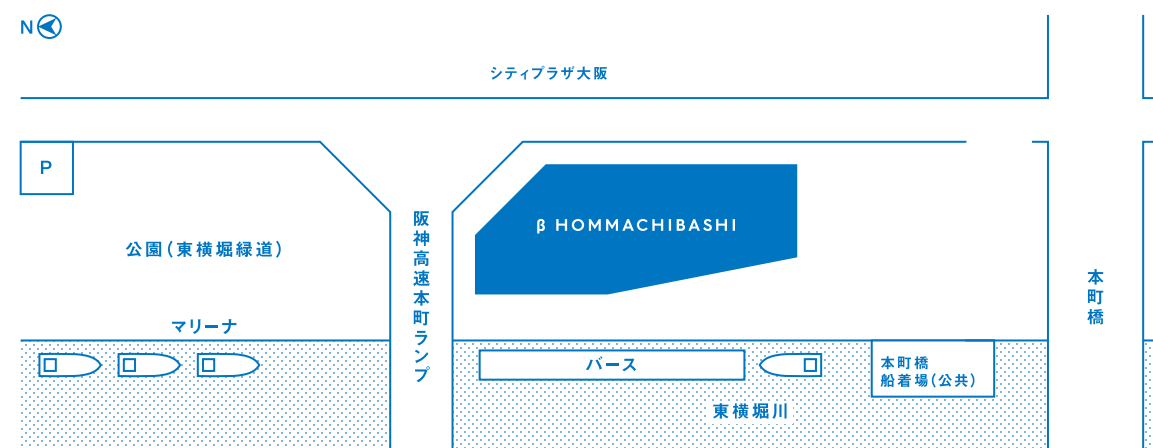 N
シティプラザ大阪
P
β HOMMACHIBASHI
公園(東横堀緑道)
阪神高速本町ランプ
本町橋
マリーナ
バース
本町橋
船着場(公共)
東横堀川